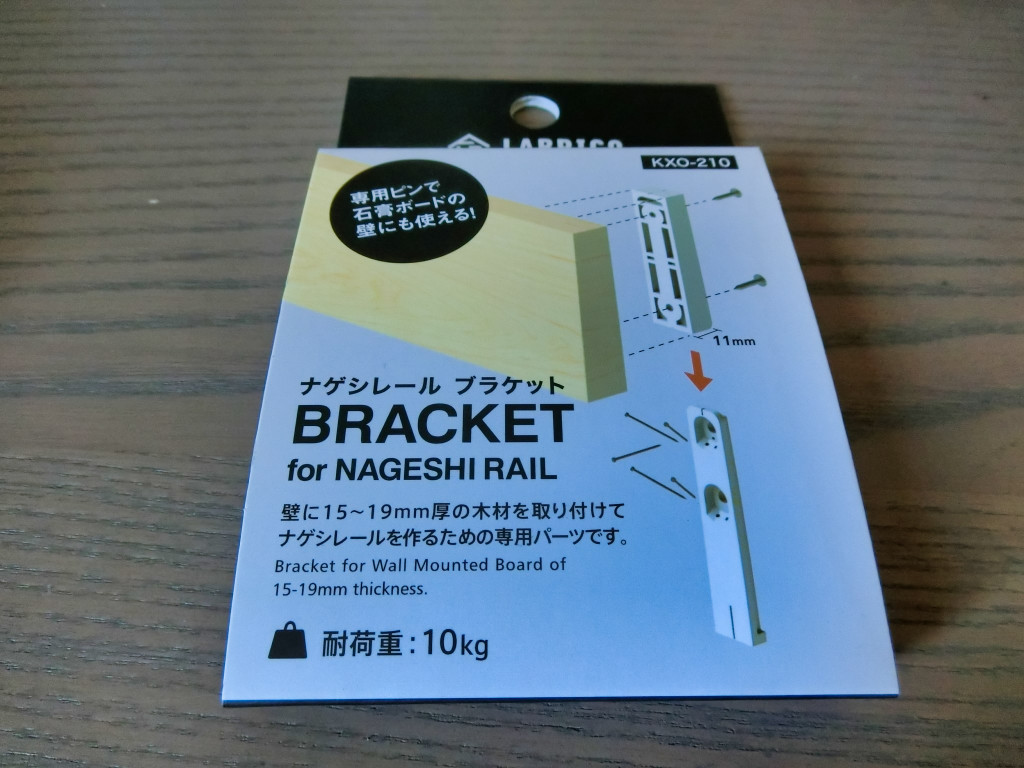 LABRICO
KXO-210
専用ピンで
石膏ボードの
壁にも使える!
11mm
ナゲシレール ブラケット
BRACKET
for NAGESHI RAIL
壁に15~19mm厚の木材を取り付けて
ナゲシレールを作るための専用パーツです。
Bracket for Wall Mounted Board of
15-19mm thickness.
耐荷重:10kg